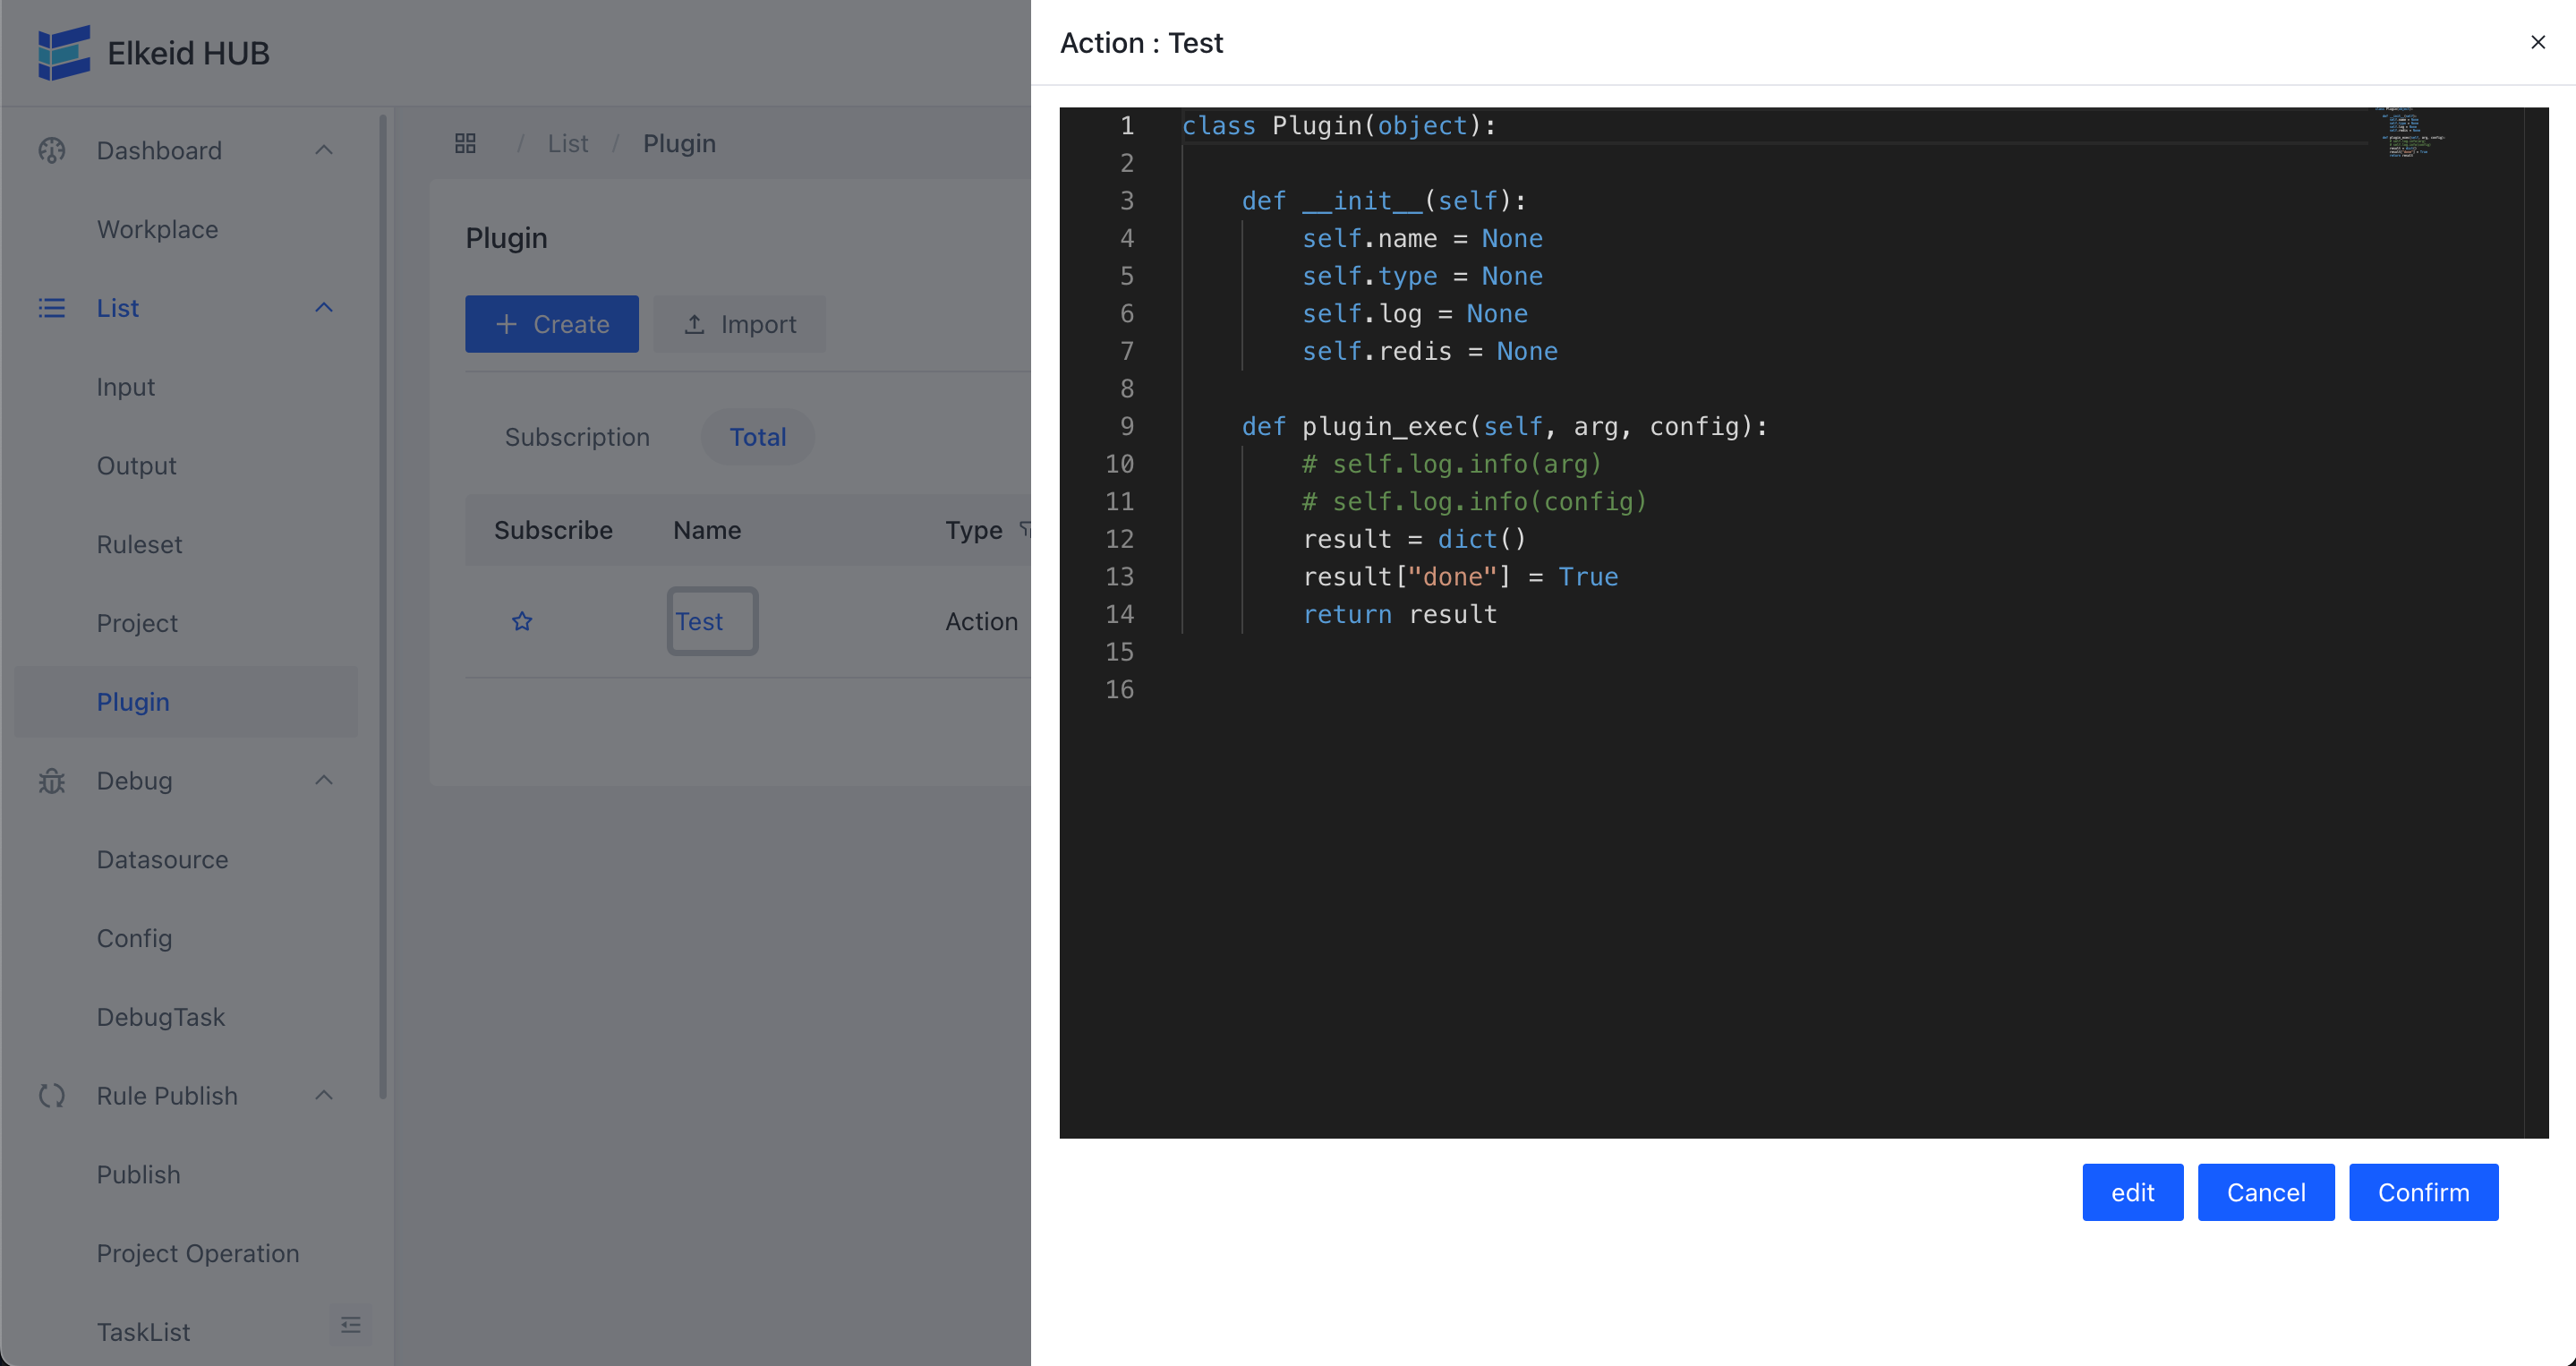 Elkeid HUB
Dashboard
Workplace
List
Input
Output
Ruleset
Project
Plugin
Debug
Datasource
Config
DebugTask
Rule Publish
Publish
Project Operation
TaskList
/ List / Plugin
Plugin
Create
Import
Subscription
Total
Subscribe Name Type
Test Action
Action : Test
1 class Plugin(object):
2
3 def __init__(self):
4 self.name = None
5 self.type = None
6 self.log = None
7 self.redis = None
8
9 def plugin_exec(self, arg, config):
10 # self.log.info(arg)
11 # self.log.info(config)
12 result = dict()
13 result["done"] = True
14 return result
15
16
edit
Cancel
Confirm